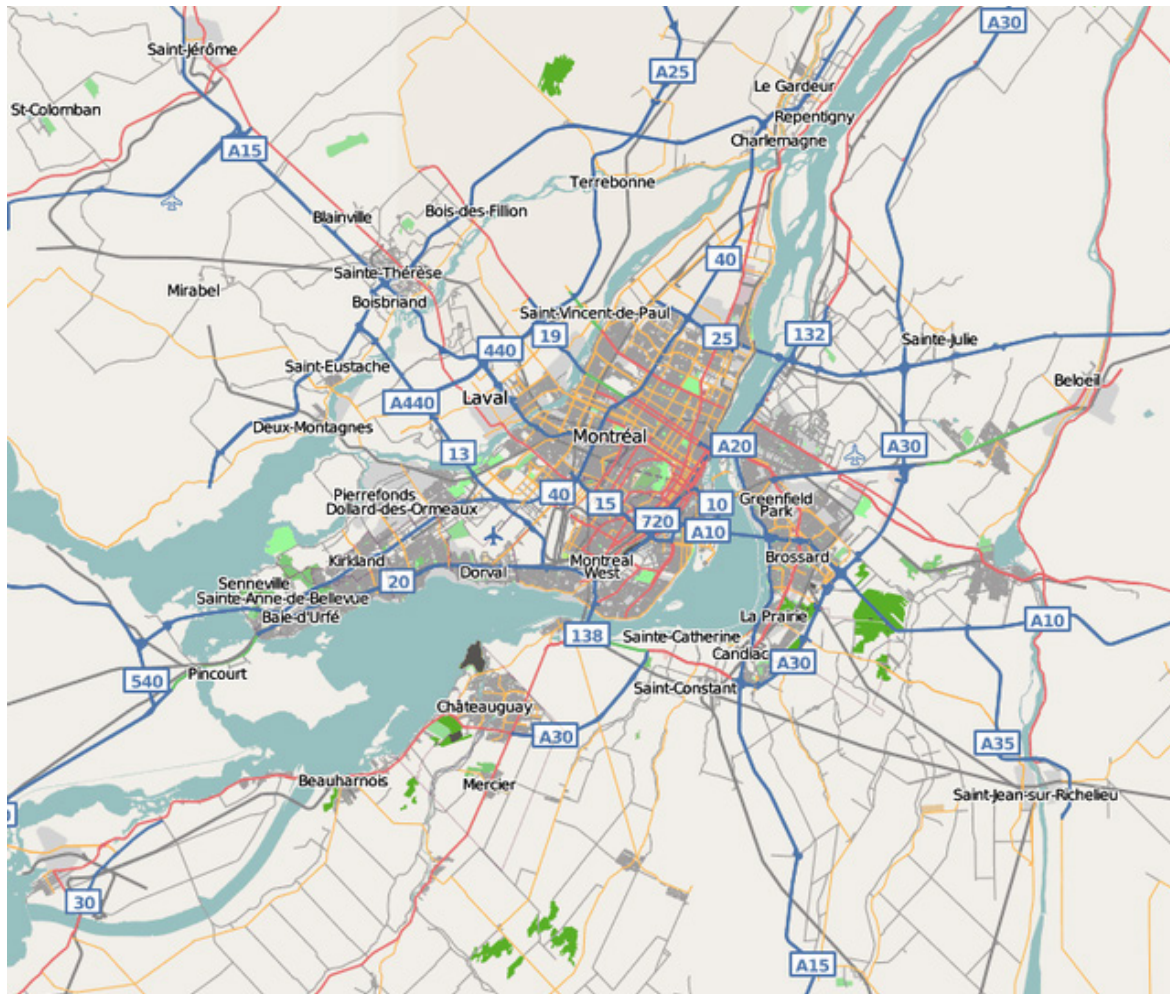 A30
Saint-Jérôme
A25
Le Gardeur
St-Colomban
Repentigny
Charlemagne
A15
Terrebonne
Bois-des-Fillion
Blainville
40
Sainte-Thérèse
Mirabel
Boisbriand
Saint-Vincent-de-Paul
19
25
132
Sainte-Julie
440
Saint-Eustache
Beloeil
Laval
A440
Deux-Montagnes
Montréal
A20
A30
13
Pierrefonds
40
15
10
Greenfield
Park
Dollard-des-Ormeaux
720
A10
Kirkland
Montreal
West
Brossard
Dorval
20
Senneville
Sainte-Anne-de-Bellevue
Baie-d'Urfé
La Prairie
A10
138
Sainte-Catherine
Candiac
A30
Pincourt
540
Saint-Constant
Châteauguay
A30
A35
Beauharnois
Mercier
Saint-Jean-sur-Richelieu
30
A15